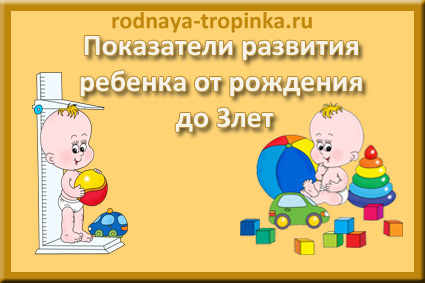 rodnaya-tropinka.ru
Показатели развития
ребенка от рождения
до 3лет